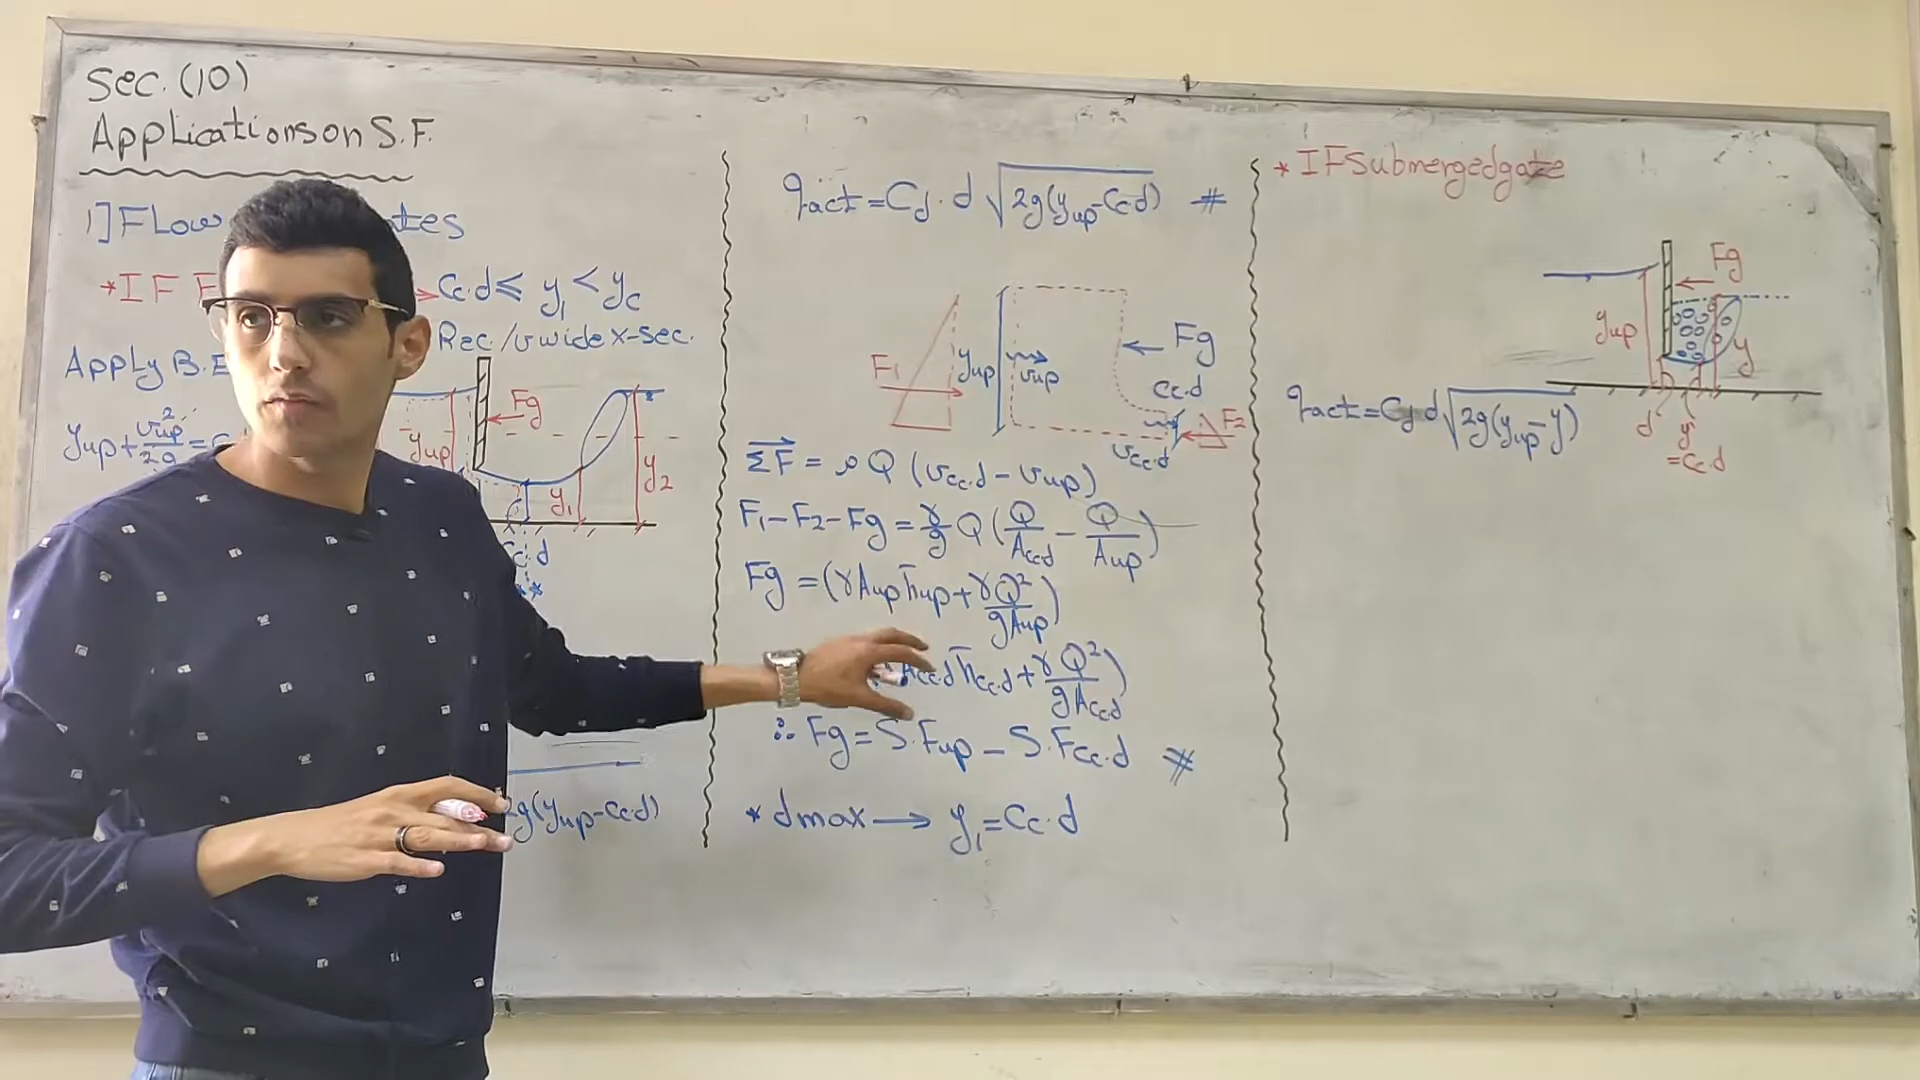 Sec. (10)
Applications on S.F.
1] Flow
tes
*IF F
→ Cc.d ≤ y₁ < yc
Rec./v wide x-sec.
Apply B.E
yup + vup²/2g = c
Fg
yup
y₁
y₂
Cc.d
**
2g(yup-Cc.d)
qact = Cd.d √2g(yup-Cc.d) #
F₁
yup
vup
Fg
Cc.d
F₂
vcc.d
ΣF = ρQ (vcc.d - vup)
F₁-F₂-Fg = γ/g Q (Q/Acc.d - Q/Aup)
Fg = (γAup h̄up + γQ²/gAup)
Acc.d h̄cc.d + γQ²/gAcc.d)
∴ Fg = S.Fup - S.Fcc.d #
* dmax → y₁ = Cc.d
* IF Submerged gate
Fg
yup
y
qact = Cd d √2g(yup-y)
d
y'
=Cc.d